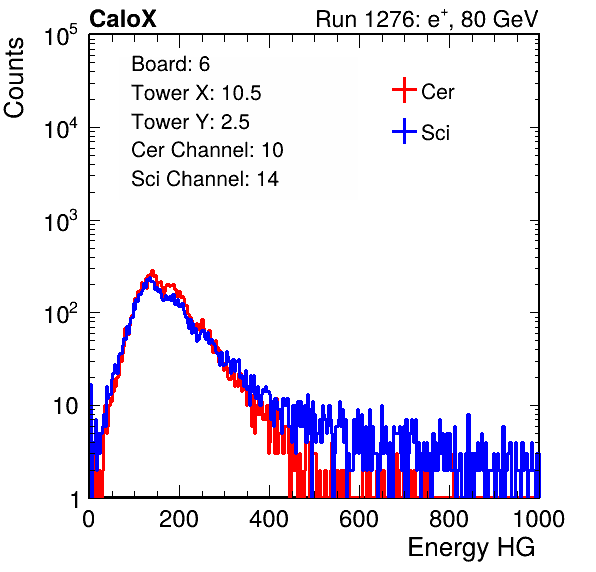 CaloX Run 1276: e⁺, 80 GeV
Counts
Board: 6
Tower X: 10.5
Tower Y: 2.5
Cer Channel: 10
Sci Channel: 14
Cer
Sci
10⁵
10⁴
10³
10²
10
1
0 200 400 600 800 1000
Energy HG